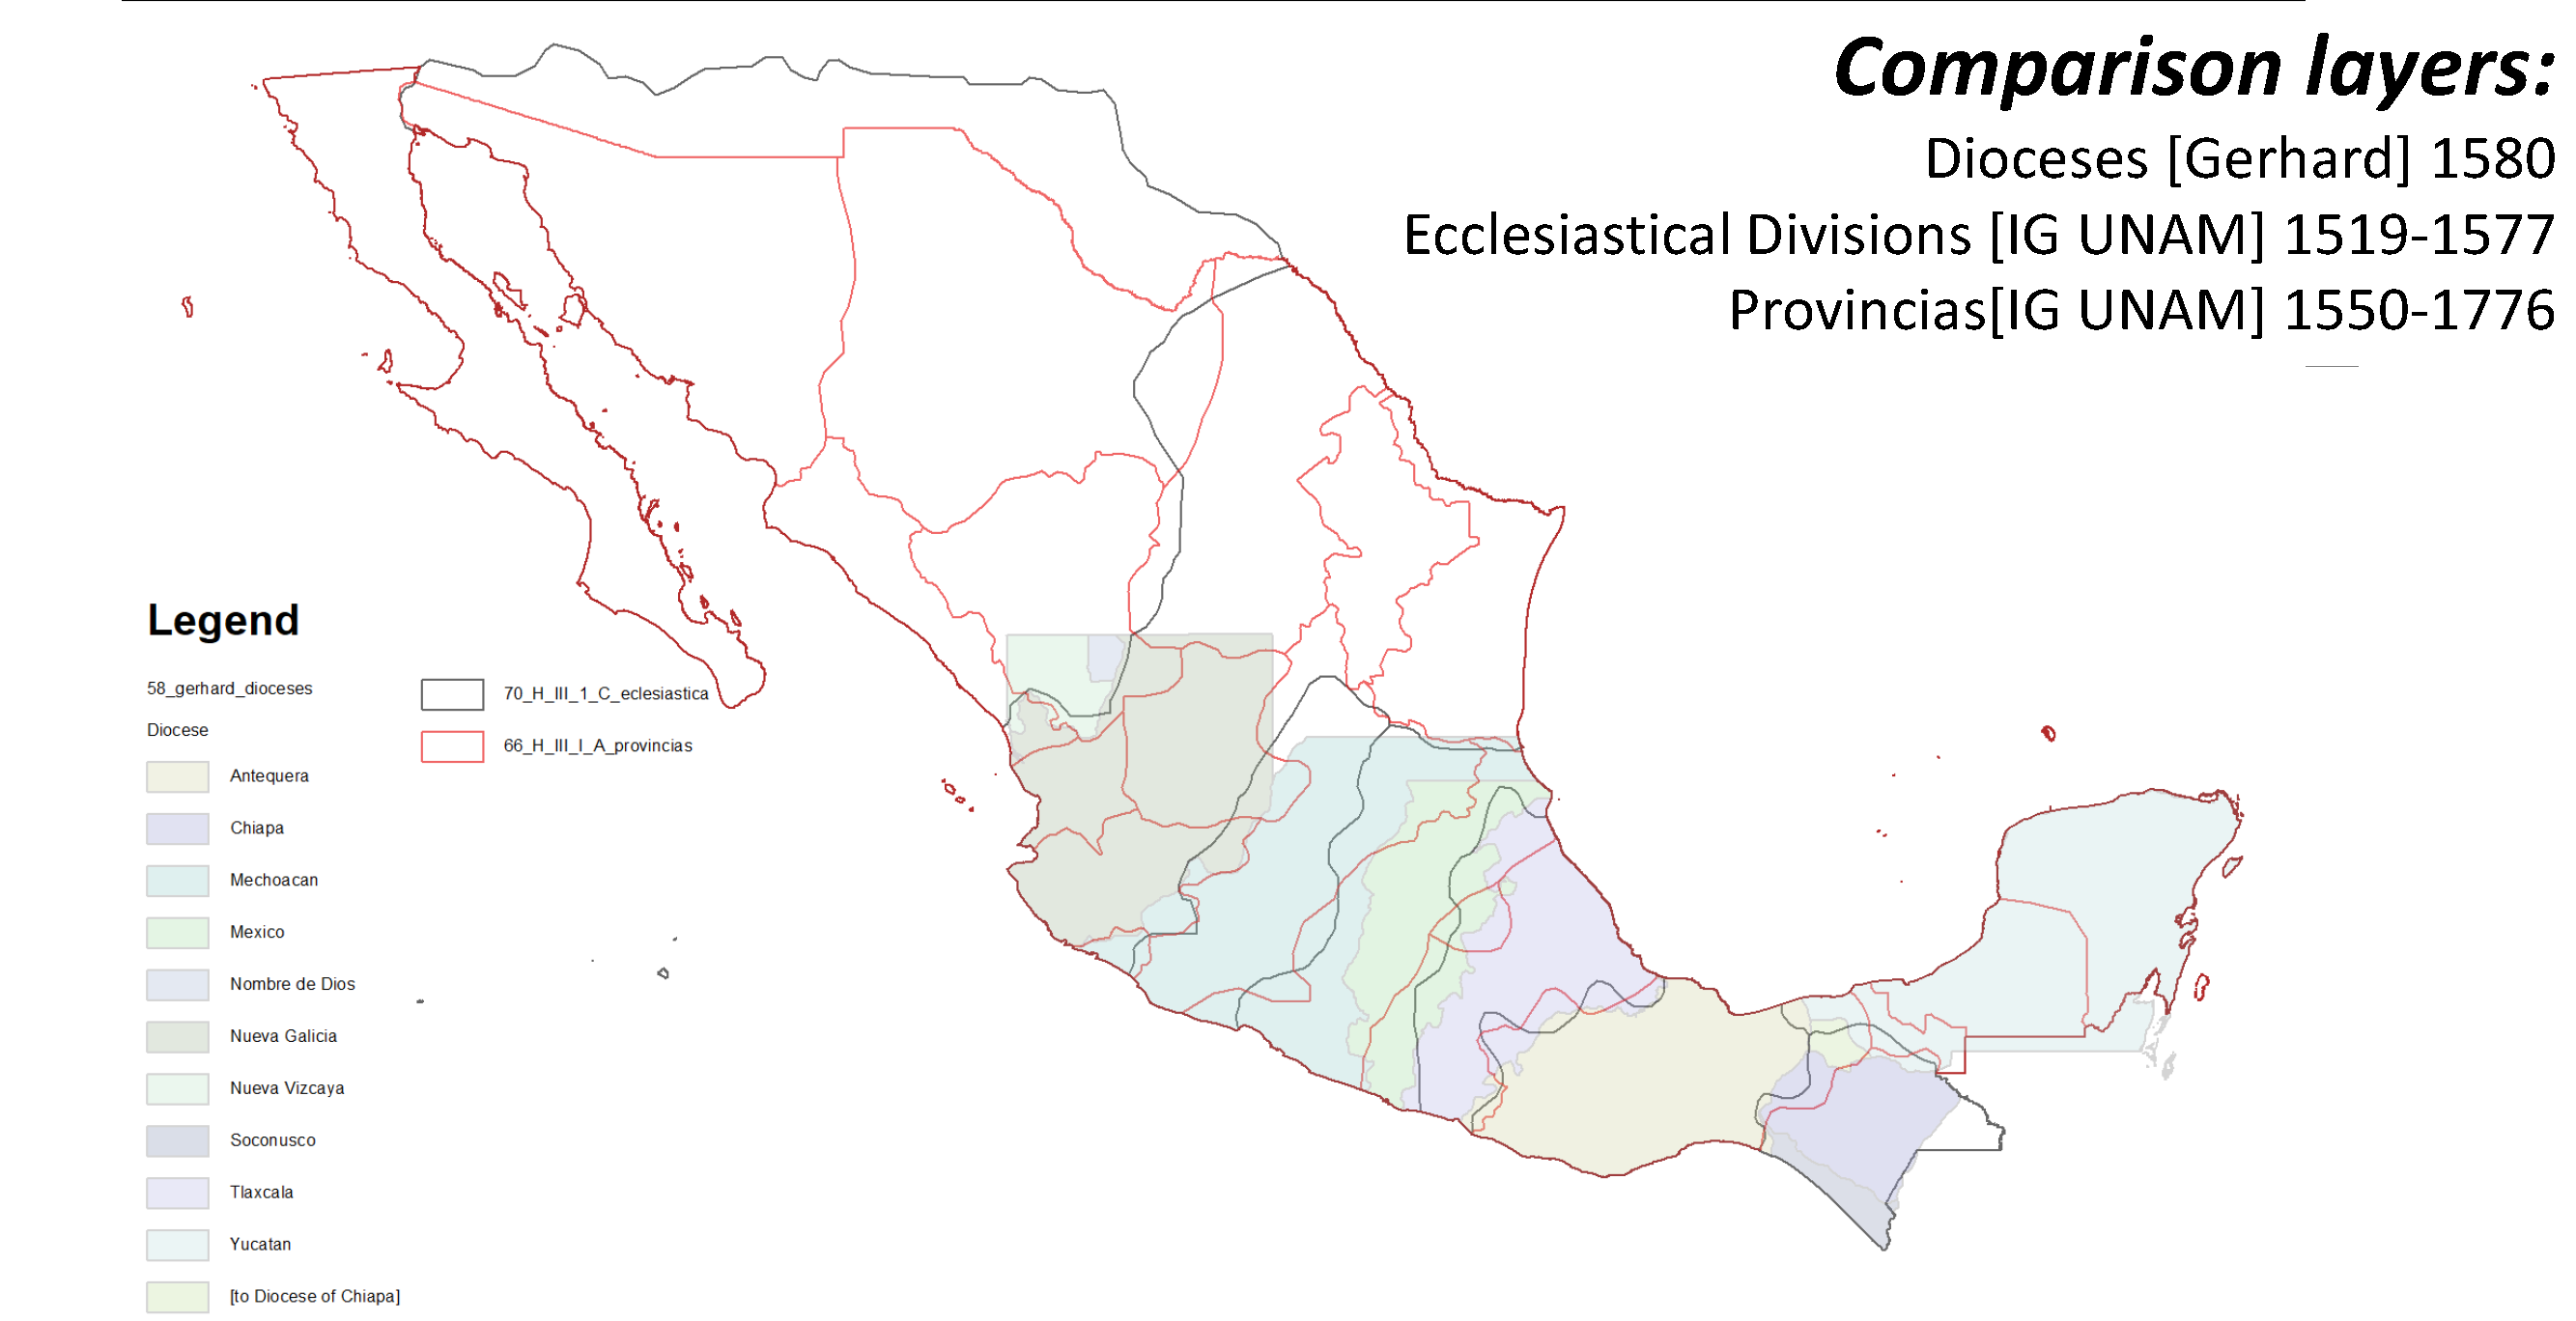 Comparison layers:
Dioceses [Gerhard] 1580
Ecclesiastical Divisions [IG UNAM] 1519-1577
Provincias[IG UNAM] 1550-1776
Legend
58_gerhard_dioceses
Diocese
Antequera
Chiapa
Mechoacan
Mexico
Nombre de Dios
Nueva Galicia
Nueva Vizcaya
Soconusco
Tlaxcala
Yucatan
[to Diocese of Chiapa]
70_H_III_1_C_eclesiastica
66_H_III_I_A_provincias